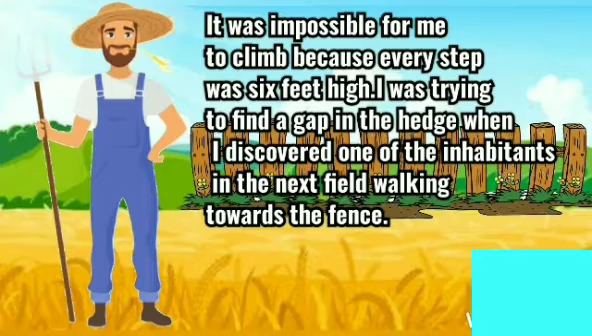 It was impossible for me
to climb because every step
was six feet high.I was trying
to find a gap in the hedge when
I discovered one of the inhabitants
in the next field walking
towards the fence.